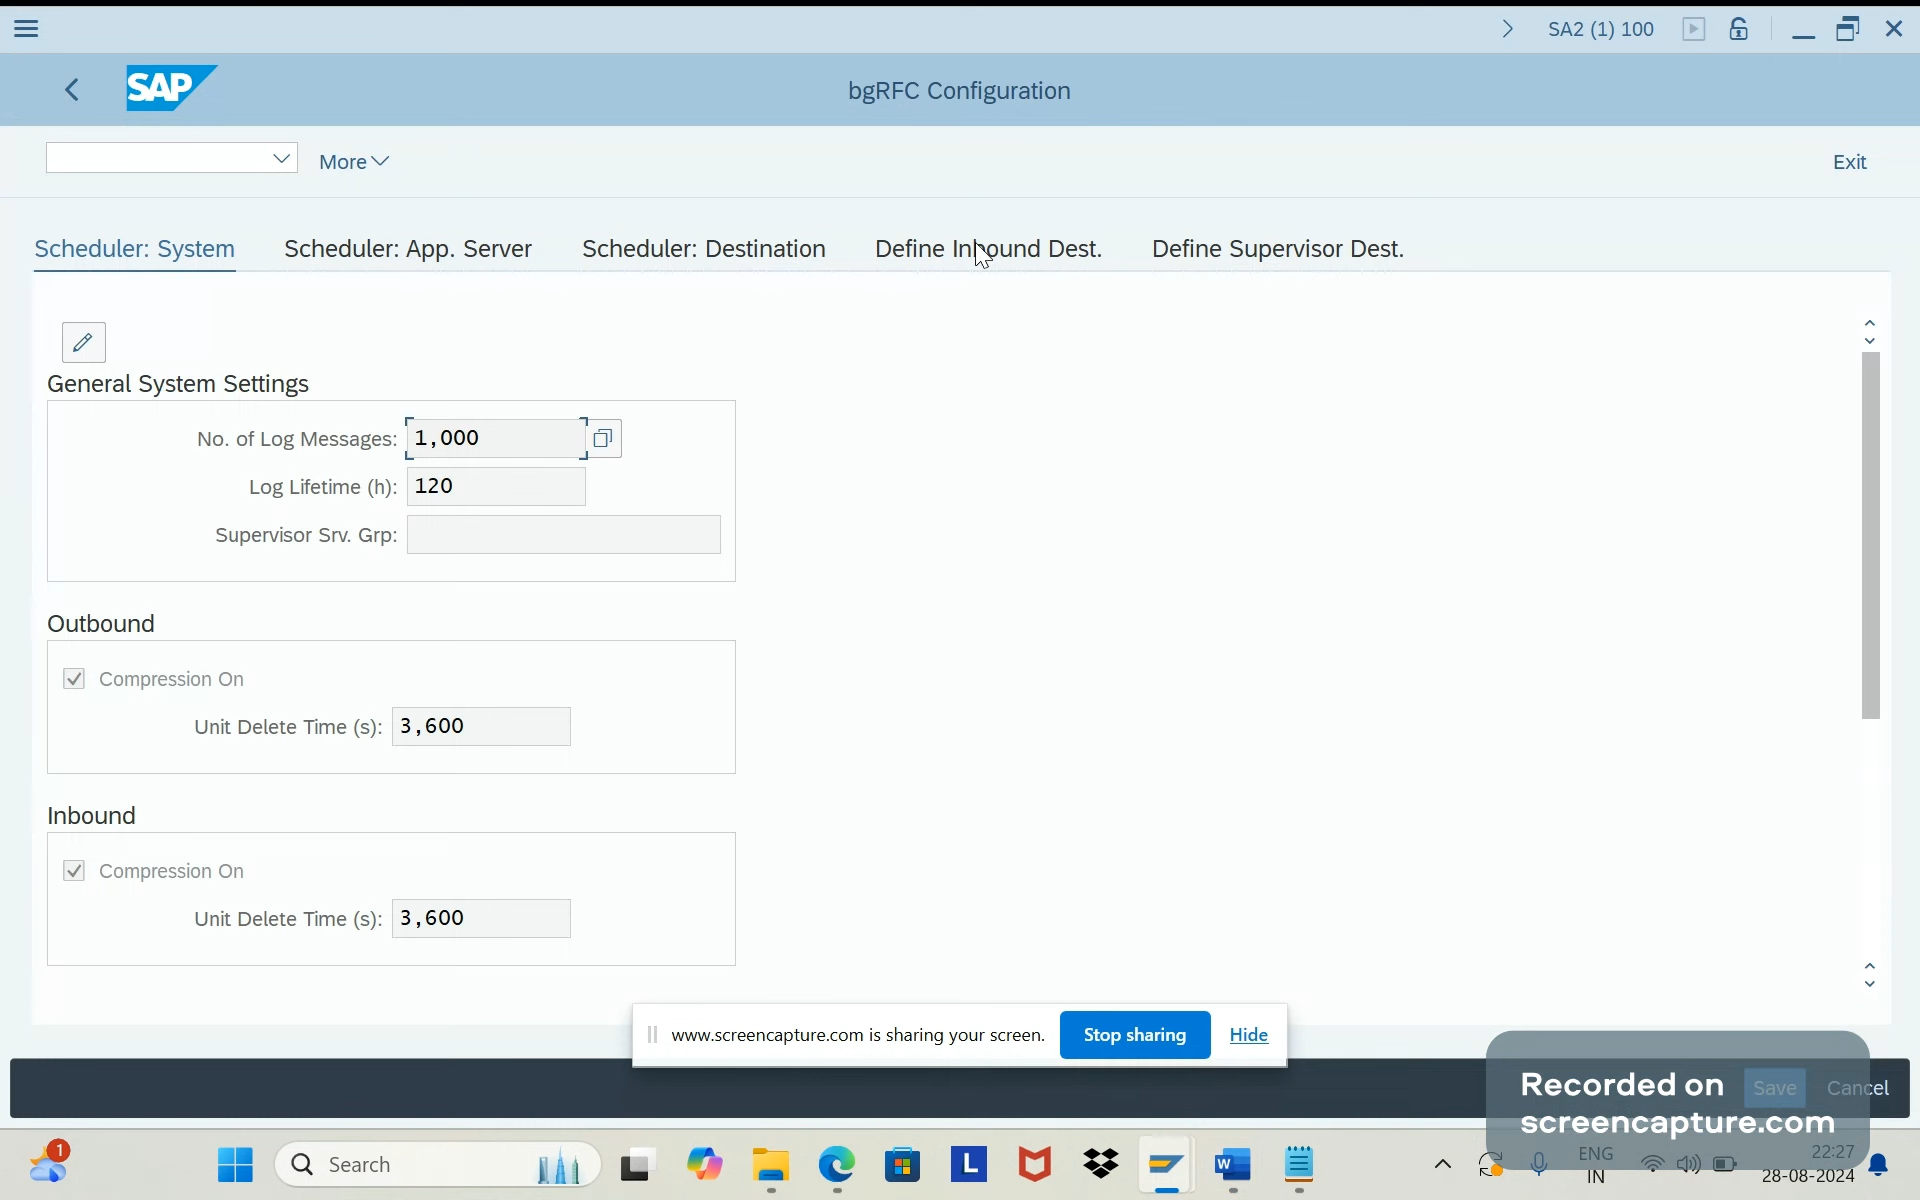 SA2 (1) 100
SAP
bgRFC Configuration
More
Exit
Scheduler: System
Scheduler: App. Server
Scheduler: Destination
Define Inbound Dest.
Define Supervisor Dest.
General System Settings
No. of Log Messages: 1,000
Log Lifetime (h): 120
Supervisor Srv. Grp:
Outbound
Compression On
Unit Delete Time (s): 3,600
Inbound
Compression On
Unit Delete Time (s): 3,600
www.screencapture.com is sharing your screen.
Stop sharing
Hide
Save
Cancel
Recorded on
screencapture.com
1
Search
L
W
ENG
IN
22:27
28-08-2024